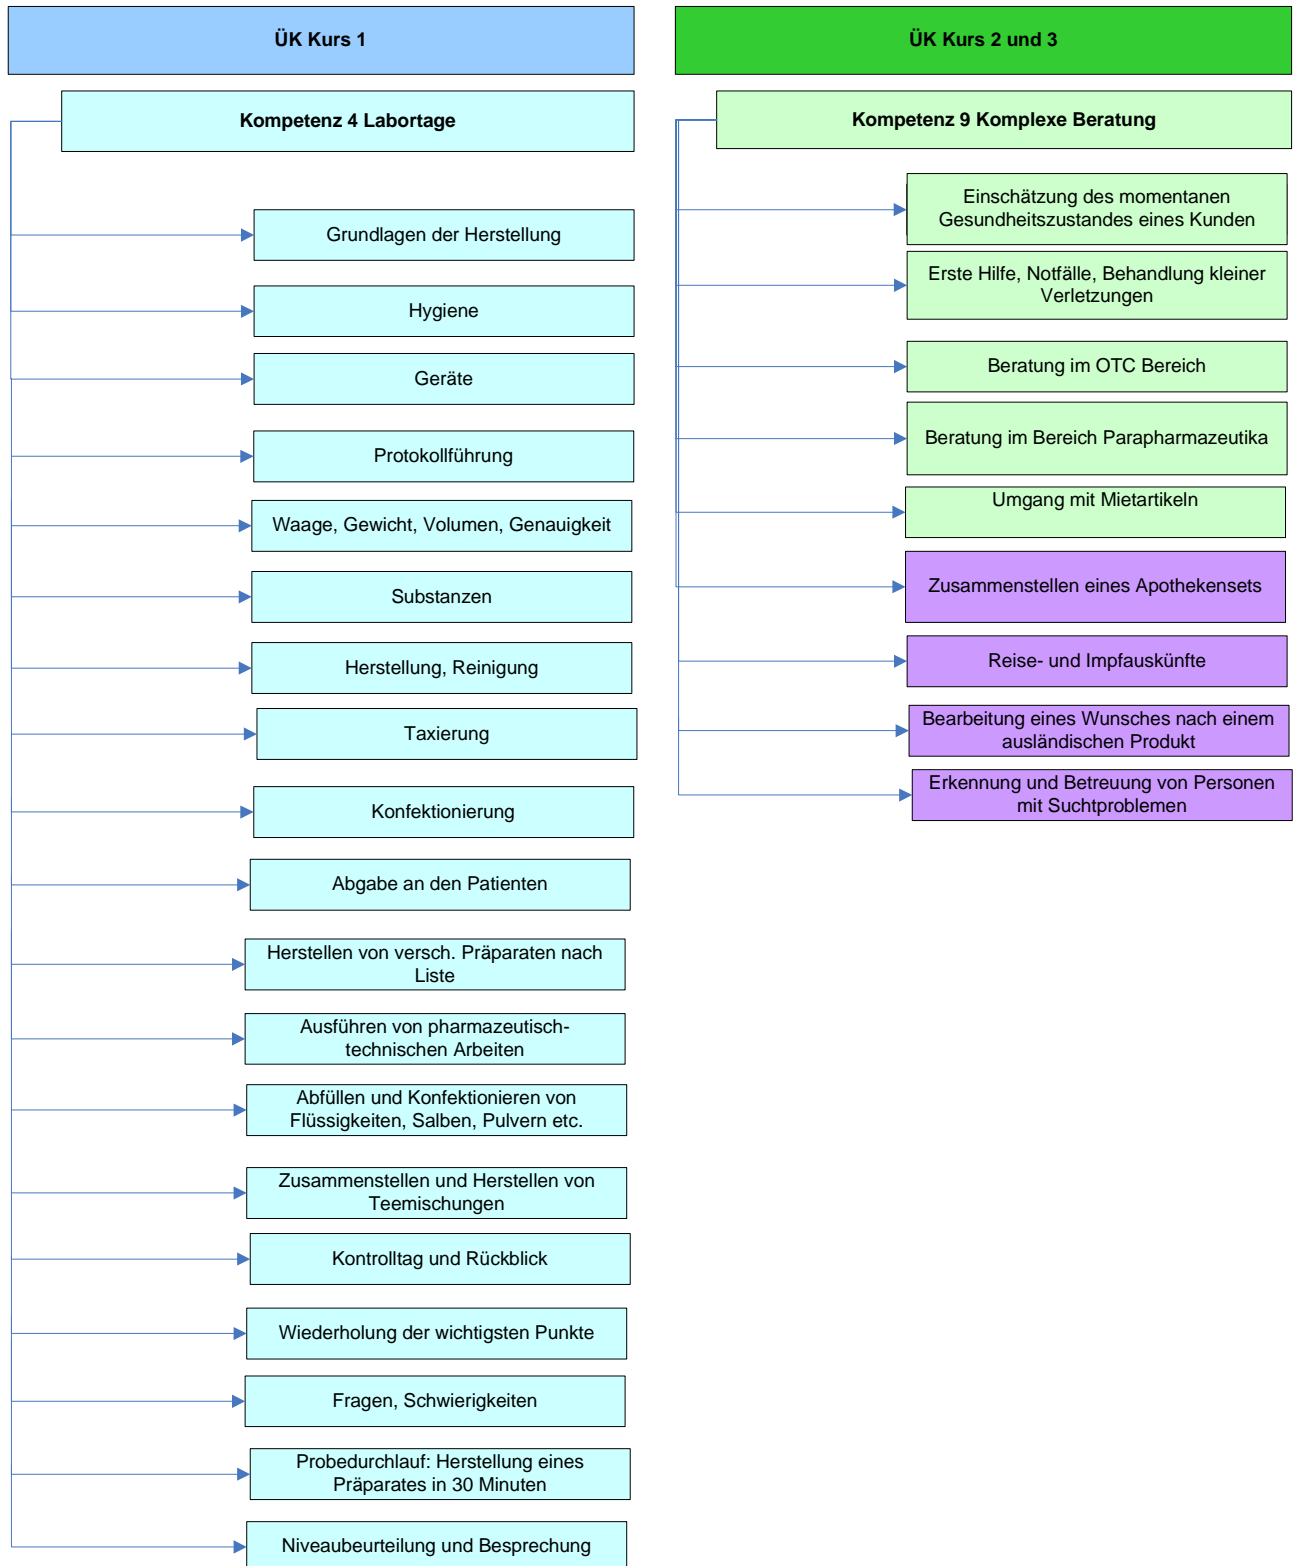 ÜK Kurs 1
Kompetenz 4 Labortage
Grundlagen der Herstellung
Hygiene
Geräte
Protokollführung
Waage, Gewicht, Volumen, Genauigkeit
Substanzen
Herstellung, Reinigung
Taxierung
Konfektionierung
Abgabe an den Patienten
Herstellen von versch. Präparaten nach
Liste
Ausführen von pharmazeutisch-
technischen Arbeiten
Abfüllen und Konfektionieren von
Flüssigkeiten, Salben, Pulvern etc.
Zusammenstellen und Herstellen von
Teemischungen
Kontrolltag und Rückblick
Wiederholung der wichtigsten Punkte
Fragen, Schwierigkeiten
Probedurchlauf: Herstellung eines
Präparates in 30 Minuten
Niveaubeurteilung und Besprechung
ÜK Kurs 2 und 3
Kompetenz 9 Komplexe Beratung
Einschätzung des momentanen
Gesundheitszustandes eines Kunden
Erste Hilfe, Notfälle, Behandlung kleiner
Verletzungen
Beratung im OTC Bereich
Beratung im Bereich Parapharmazeutika
Umgang mit Mietartikeln
Zusammenstellen eines Apothekensets
Reise- und Impfauskünfte
Bearbeitung eines Wunsches nach einem
ausländischen Produkt
Erkennung und Betreuung von Personen
mit Suchtproblemen